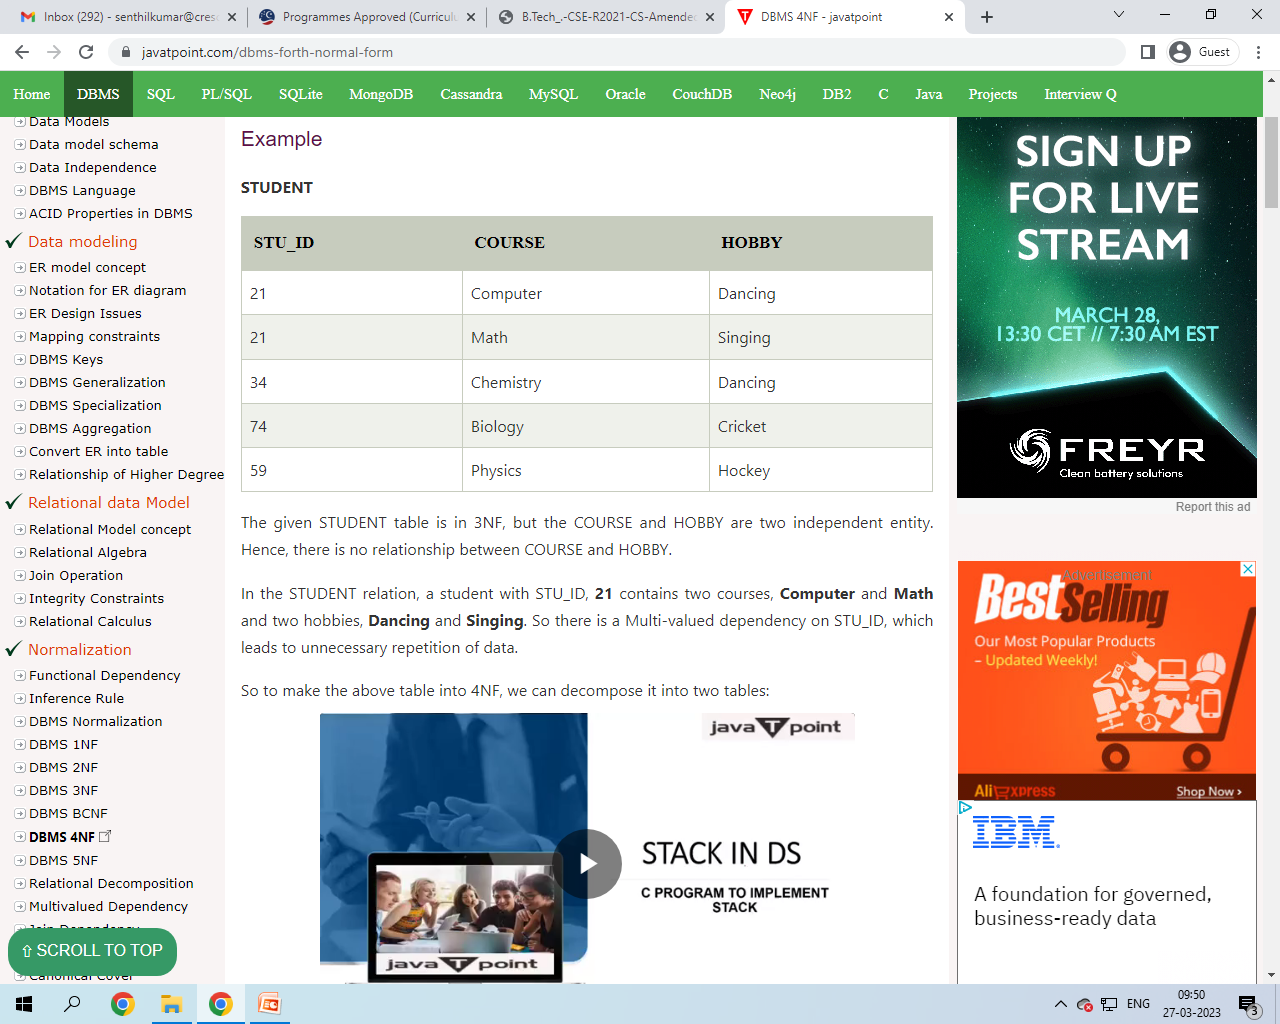 Inbox (292) - senthilkumar@cres
Programmes Approved (Curricul
B.Tech_.-CSE-R2021-CS-Amende
DBMS 4NF - javatpoint
javatpoint.com/dbms-forth-normal-form
Guest
Home DBMS SQL PL/SQL SQLite MongoDB Cassandra MySQL Oracle CouchDB Neo4j DB2 C Java Projects Interview Q
Data Models
Data model schema
Data Independence
DBMS Language
ACID Properties in DBMS
Data modeling
ER model concept
Notation for ER diagram
ER Design Issues
Mapping constraints
DBMS Keys
DBMS Generalization
DBMS Specialization
DBMS Aggregation
Convert ER into table
Relationship of Higher Degree
Relational data Model
Relational Model concept
Relational Algebra
Join Operation
Integrity Constraints
Relational Calculus
Normalization
Functional Dependency
Inference Rule
DBMS Normalization
DBMS 1NF
DBMS 2NF
DBMS 3NF
DBMS BCNF
DBMS 4NF
DBMS 5NF
Relational Decomposition
Multivalued Dependency
Join Dependency
⇧ SCROLL TO TOP
Canonical Cover
Example
STUDENT
STU_ID COURSE HOBBY
21 Computer Dancing
21 Math Singing
34 Chemistry Dancing
74 Biology Cricket
59 Physics Hockey
The given STUDENT table is in 3NF, but the COURSE and HOBBY are two independent entity.
Hence, there is no relationship between COURSE and HOBBY.
In the STUDENT relation, a student with STU_ID, 21 contains two courses, Computer and Math
and two hobbies, Dancing and Singing. So there is a Multi-valued dependency on STU_ID, which
leads to unnecessary repetition of data.
So to make the above table into 4NF, we can decompose it into two tables:
java T point
STACK IN DS
C PROGRAM TO IMPLEMENT
STACK
java T point
SIGN UP
FOR LIVE
STREAM
MARCH 28,
13:30 CET // 7:30 AM EST
FREYR
Clean battery solutions
Report this ad
Advertisement
Best Selling
Our Most Popular Products
– Updated Weekly!
AliExpress
Shop Now ›
IBM.
A foundation for governed,
business-ready data
ENG
09:50
27-03-2023
3